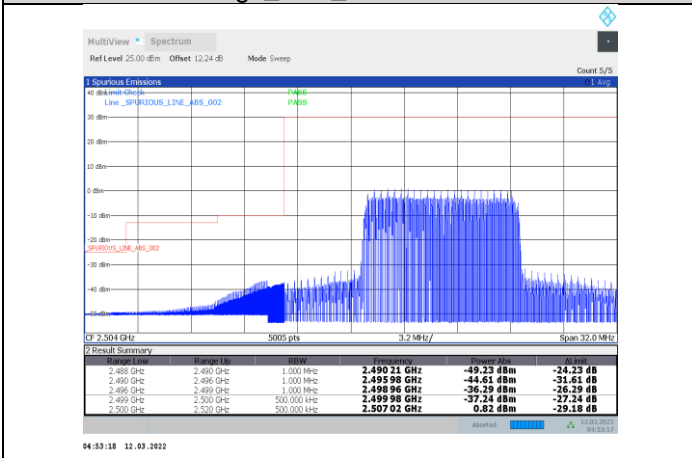 MultiView Spectrum
Ref Level 25.00 dBm Offset 12.24 dB Mode Sweep
Count 5/5
1 Spurious Emissions 1 Avg
40 dBm Limit Check PASS
Line _SPURIOUS_LINE_ABS_002 PASS
30 dBm
20 dBm
10 dBm
0 dBm
-10 dBm
-20 dBm
_SPURIOUS_LINE_ABS_002
-30 dBm
-40 dBm
-50 dBm
CF 2.504 GHz 5005 pts 3.2 MHz/ Span 32.0 MHz
2 Result Summary
Range Low Range Up RBW Frequency Power Abs ΔLimit
2.488 GHz 2.490 GHz 1.000 MHz 2.490 21 GHz -49.23 dBm -24.23 dB
2.490 GHz 2.496 GHz 1.000 MHz 2.495 98 GHz -44.61 dBm -31.61 dB
2.496 GHz 2.499 GHz 1.000 MHz 2.498 96 GHz -36.29 dBm -26.29 dB
2.499 GHz 2.500 GHz 500.000 kHz 2.499 98 GHz -37.24 dBm -27.24 dB
2.500 GHz 2.520 GHz 500.000 kHz 2.507 02 GHz 0.82 dBm -29.18 dB
Aborted 12.03.2022
04:53:17
04:53:18 12.03.2022